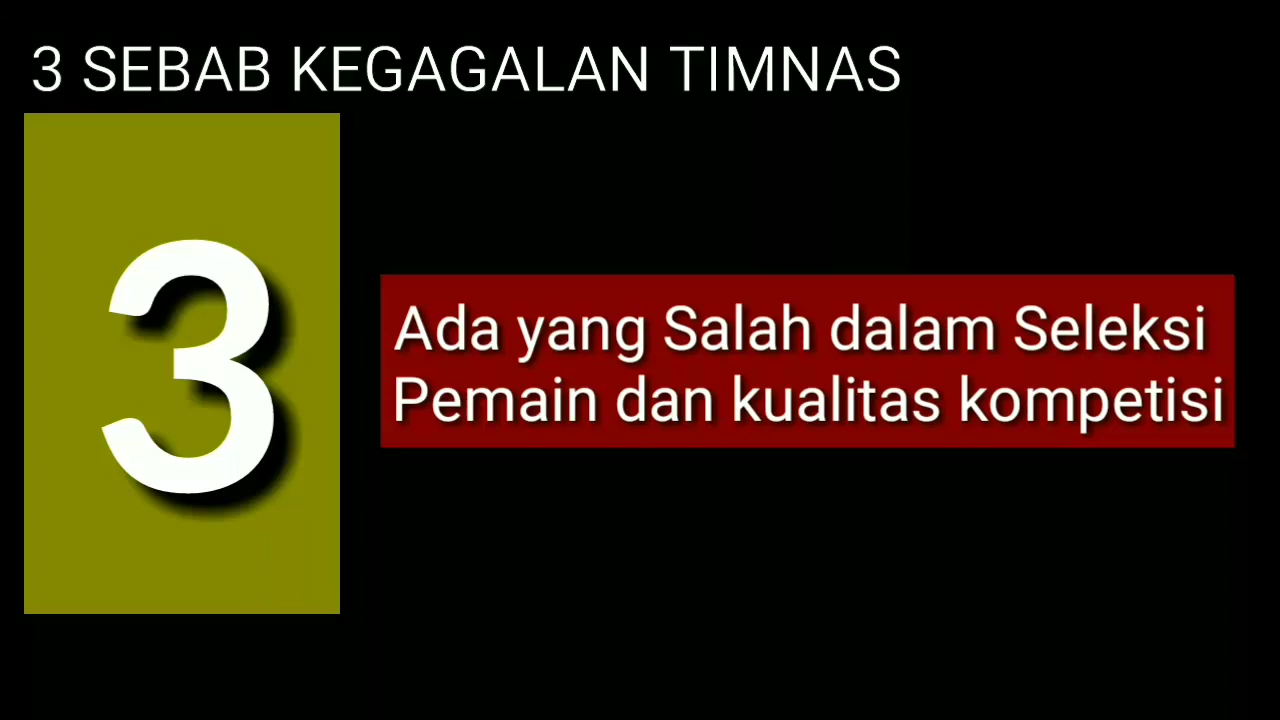 3 SEBAB KEGAGALAN TIMNAS
3
Ada yang Salah dalam Seleksi
Pemain dan kualitas kompetisi